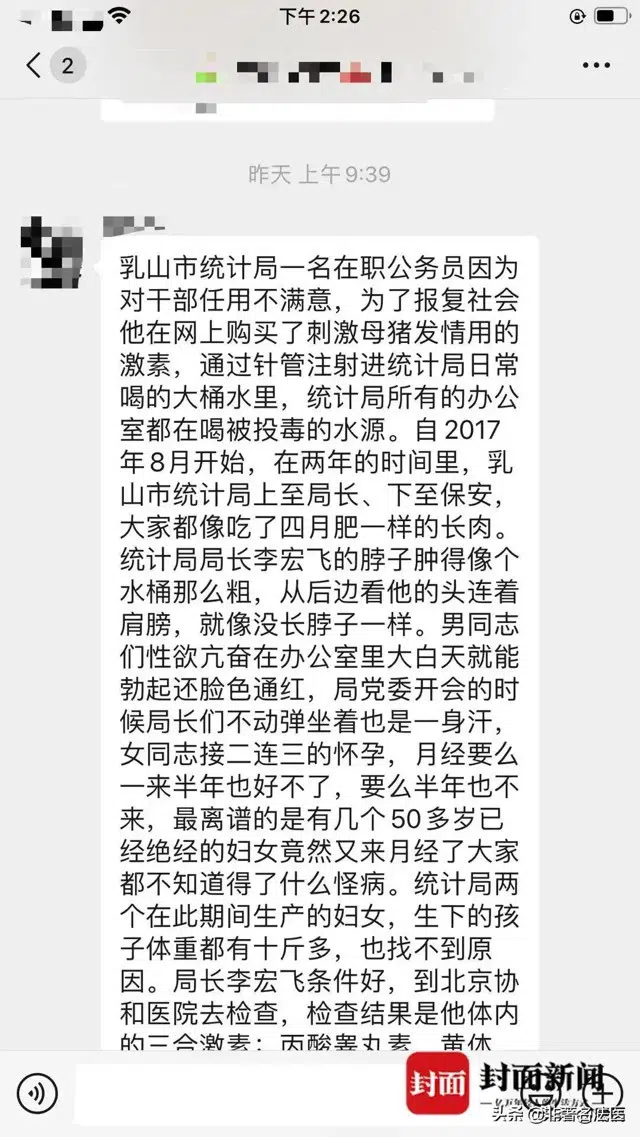 下午 2:26
2
昨天 上午9:39
乳山市统计局一名在职公务员因为
对干部任用不满意，为了报复社会
他在网上购买了刺激母猪发情用的
激素，通过针管注射进统计局日常
喝的大桶水里，统计局所有的办公
室都在喝被投毒的水源。自2017
年8月开始，在两年的时间里，乳
山市统计局上至局长、下至保安，
大家都像吃了四月肥一样的长肉。
统计局局长李宏飞的脖子肿得像个
水桶那么粗，从后边看他的头连着
肩膀，就像没长脖子一样。男同志
们性欲亢奋在办公室里大白天就能
勃起还脸色通红，局党委开会的时
候局长们不动弹坐着也是一身汗，
女同志接二连三的怀孕，月经要么
一来半年也好不了，要么半年也不
来，最离谱的是有几个50多岁已
经绝经的妇女竟然又来月经了大家
都不知道得了什么怪病。统计局两
个在此期间生产的妇女，生下的孩
子体重都有十斤多，也找不到原
因。局长李宏飞条件好，到北京协
和医院去检查，检查结果是他体内
的三合激素：丙酸睾丸素、黄体
封面 封面新闻
亿万年轻人的生活方式
头条 @非著名法医